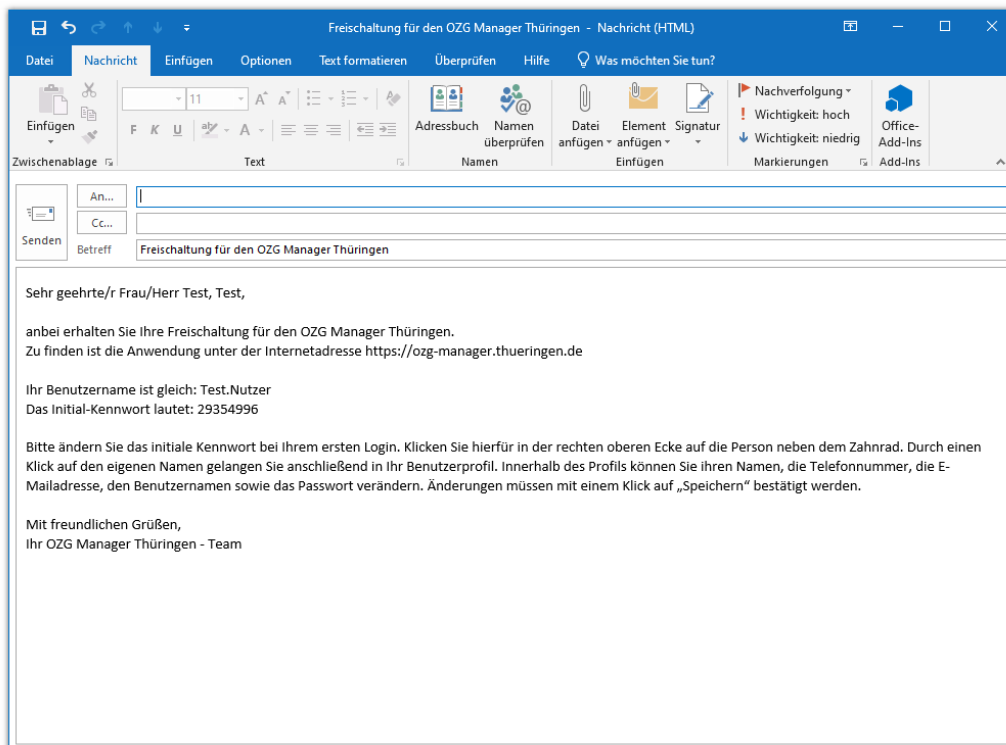 Freischaltung für den OZG Manager Thüringen - Nachricht (HTML)
Datei Nachricht Einfügen Optionen Text formatieren Überprüfen Hilfe Was möchten Sie tun?
Einfügen
11
F K U
Adressbuch
Namen überprüfen
Datei anfügen
Element anfügen
Signatur
Nachverfolgung
Wichtigkeit: hoch
Wichtigkeit: niedrig
Office-Add-Ins
Zwischenablage Text Namen Einfügen Markierungen Add-Ins
Senden
An...
Cc...
Betreff Freischaltung für den OZG Manager Thüringen
Sehr geehrte/r Frau/Herr Test, Test,
anbei erhalten Sie Ihre Freischaltung für den OZG Manager Thüringen.
Zu finden ist die Anwendung unter der Internetadresse https://ozg-manager.thueringen.de
Ihr Benutzername ist gleich: Test.Nutzer
Das Initial-Kennwort lautet: 29354996
Bitte ändern Sie das initiale Kennwort bei Ihrem ersten Login. Klicken Sie hierfür in der rechten oberen Ecke auf die Person neben dem Zahnrad. Durch einen
Klick auf den eigenen Namen gelangen Sie anschließend in Ihr Benutzerprofil. Innerhalb des Profils können Sie ihren Namen, die Telefonnummer, die E-
Mailadresse, den Benutzernamen sowie das Passwort verändern. Änderungen müssen mit einem Klick auf „Speichern“ bestätigt werden.
Mit freundlichen Grüßen,
Ihr OZG Manager Thüringen - Team